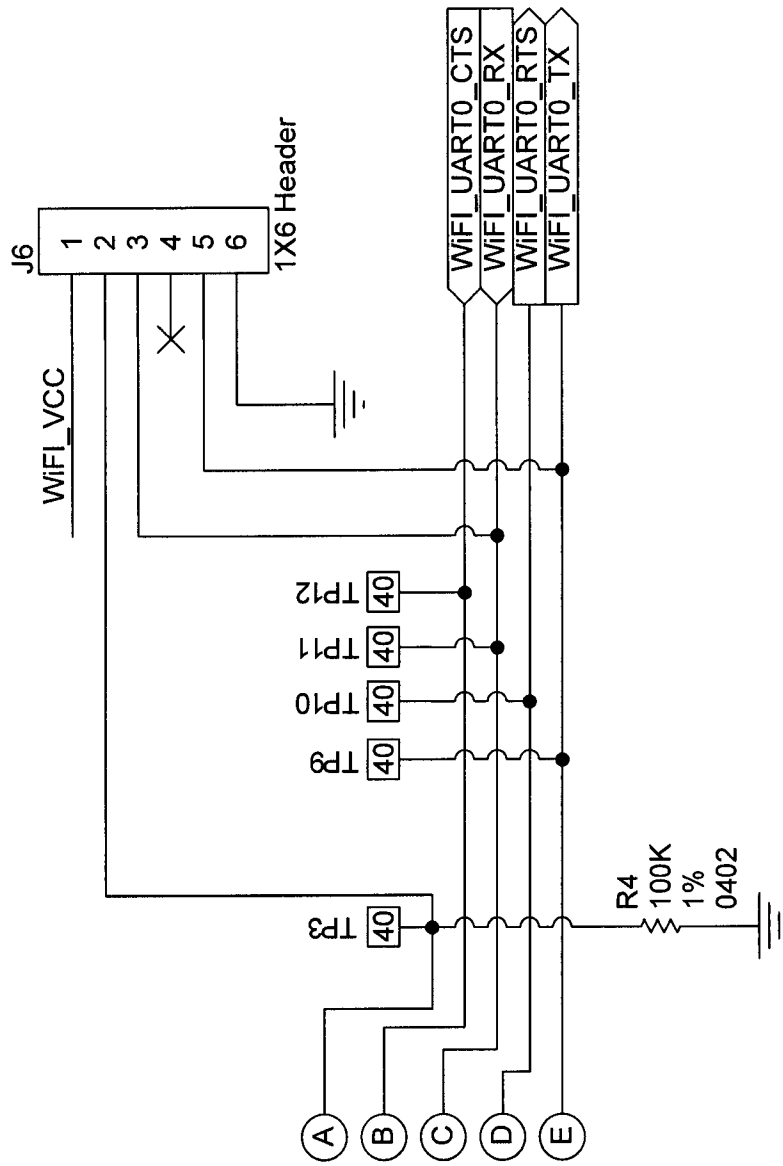 J6
1
2
3
4
5
6
1X6 Header
WiFI_VCC
TP12
40
TP11
40
TP10
40
TP9
40
TP3
40
WiFI_UART0_CTS
WiFI_UART0_RX
WiFI_UART0_RTS
WiFI_UART0_TX
R4
100K
1%
0402
A
B
C
D
E